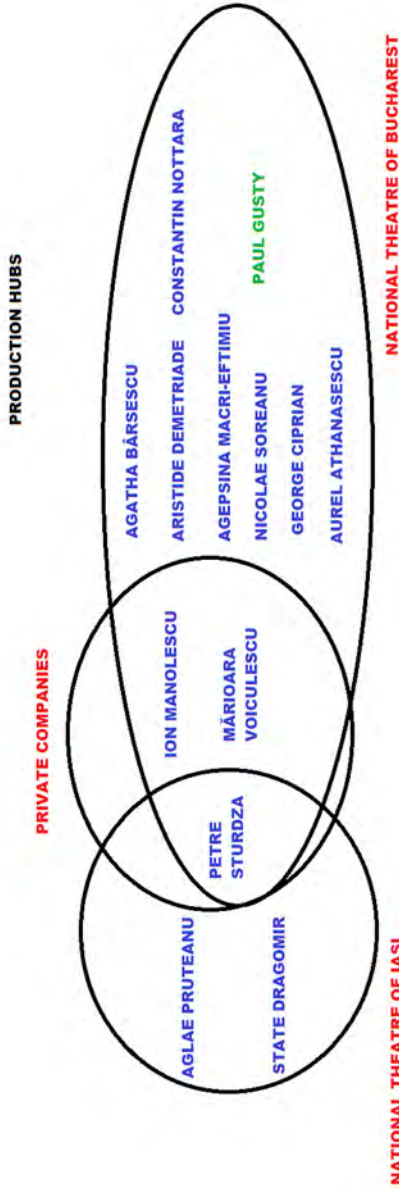 PRODUCTION HUBS
PRIVATE COMPANIES
AGLAE PRUTEANU
STATE DRAGOMIR
PETRE
STURDZA
ION MANOLESCU
MĂRIOARA
VOICULESCU
AGATHA BÂRSESCU
ARISTIDE DEMETRIADE
CONSTANTIN NOTTARA
AGEPSINA MACRI-EFTIMIU
NICOLAE SOREANU
PAUL GUSTY
GEORGE CIPRIAN
AUREL ATHANASESCU
NATIONAL THEATRE OF IASI
NATIONAL THEATRE OF BUCHAREST